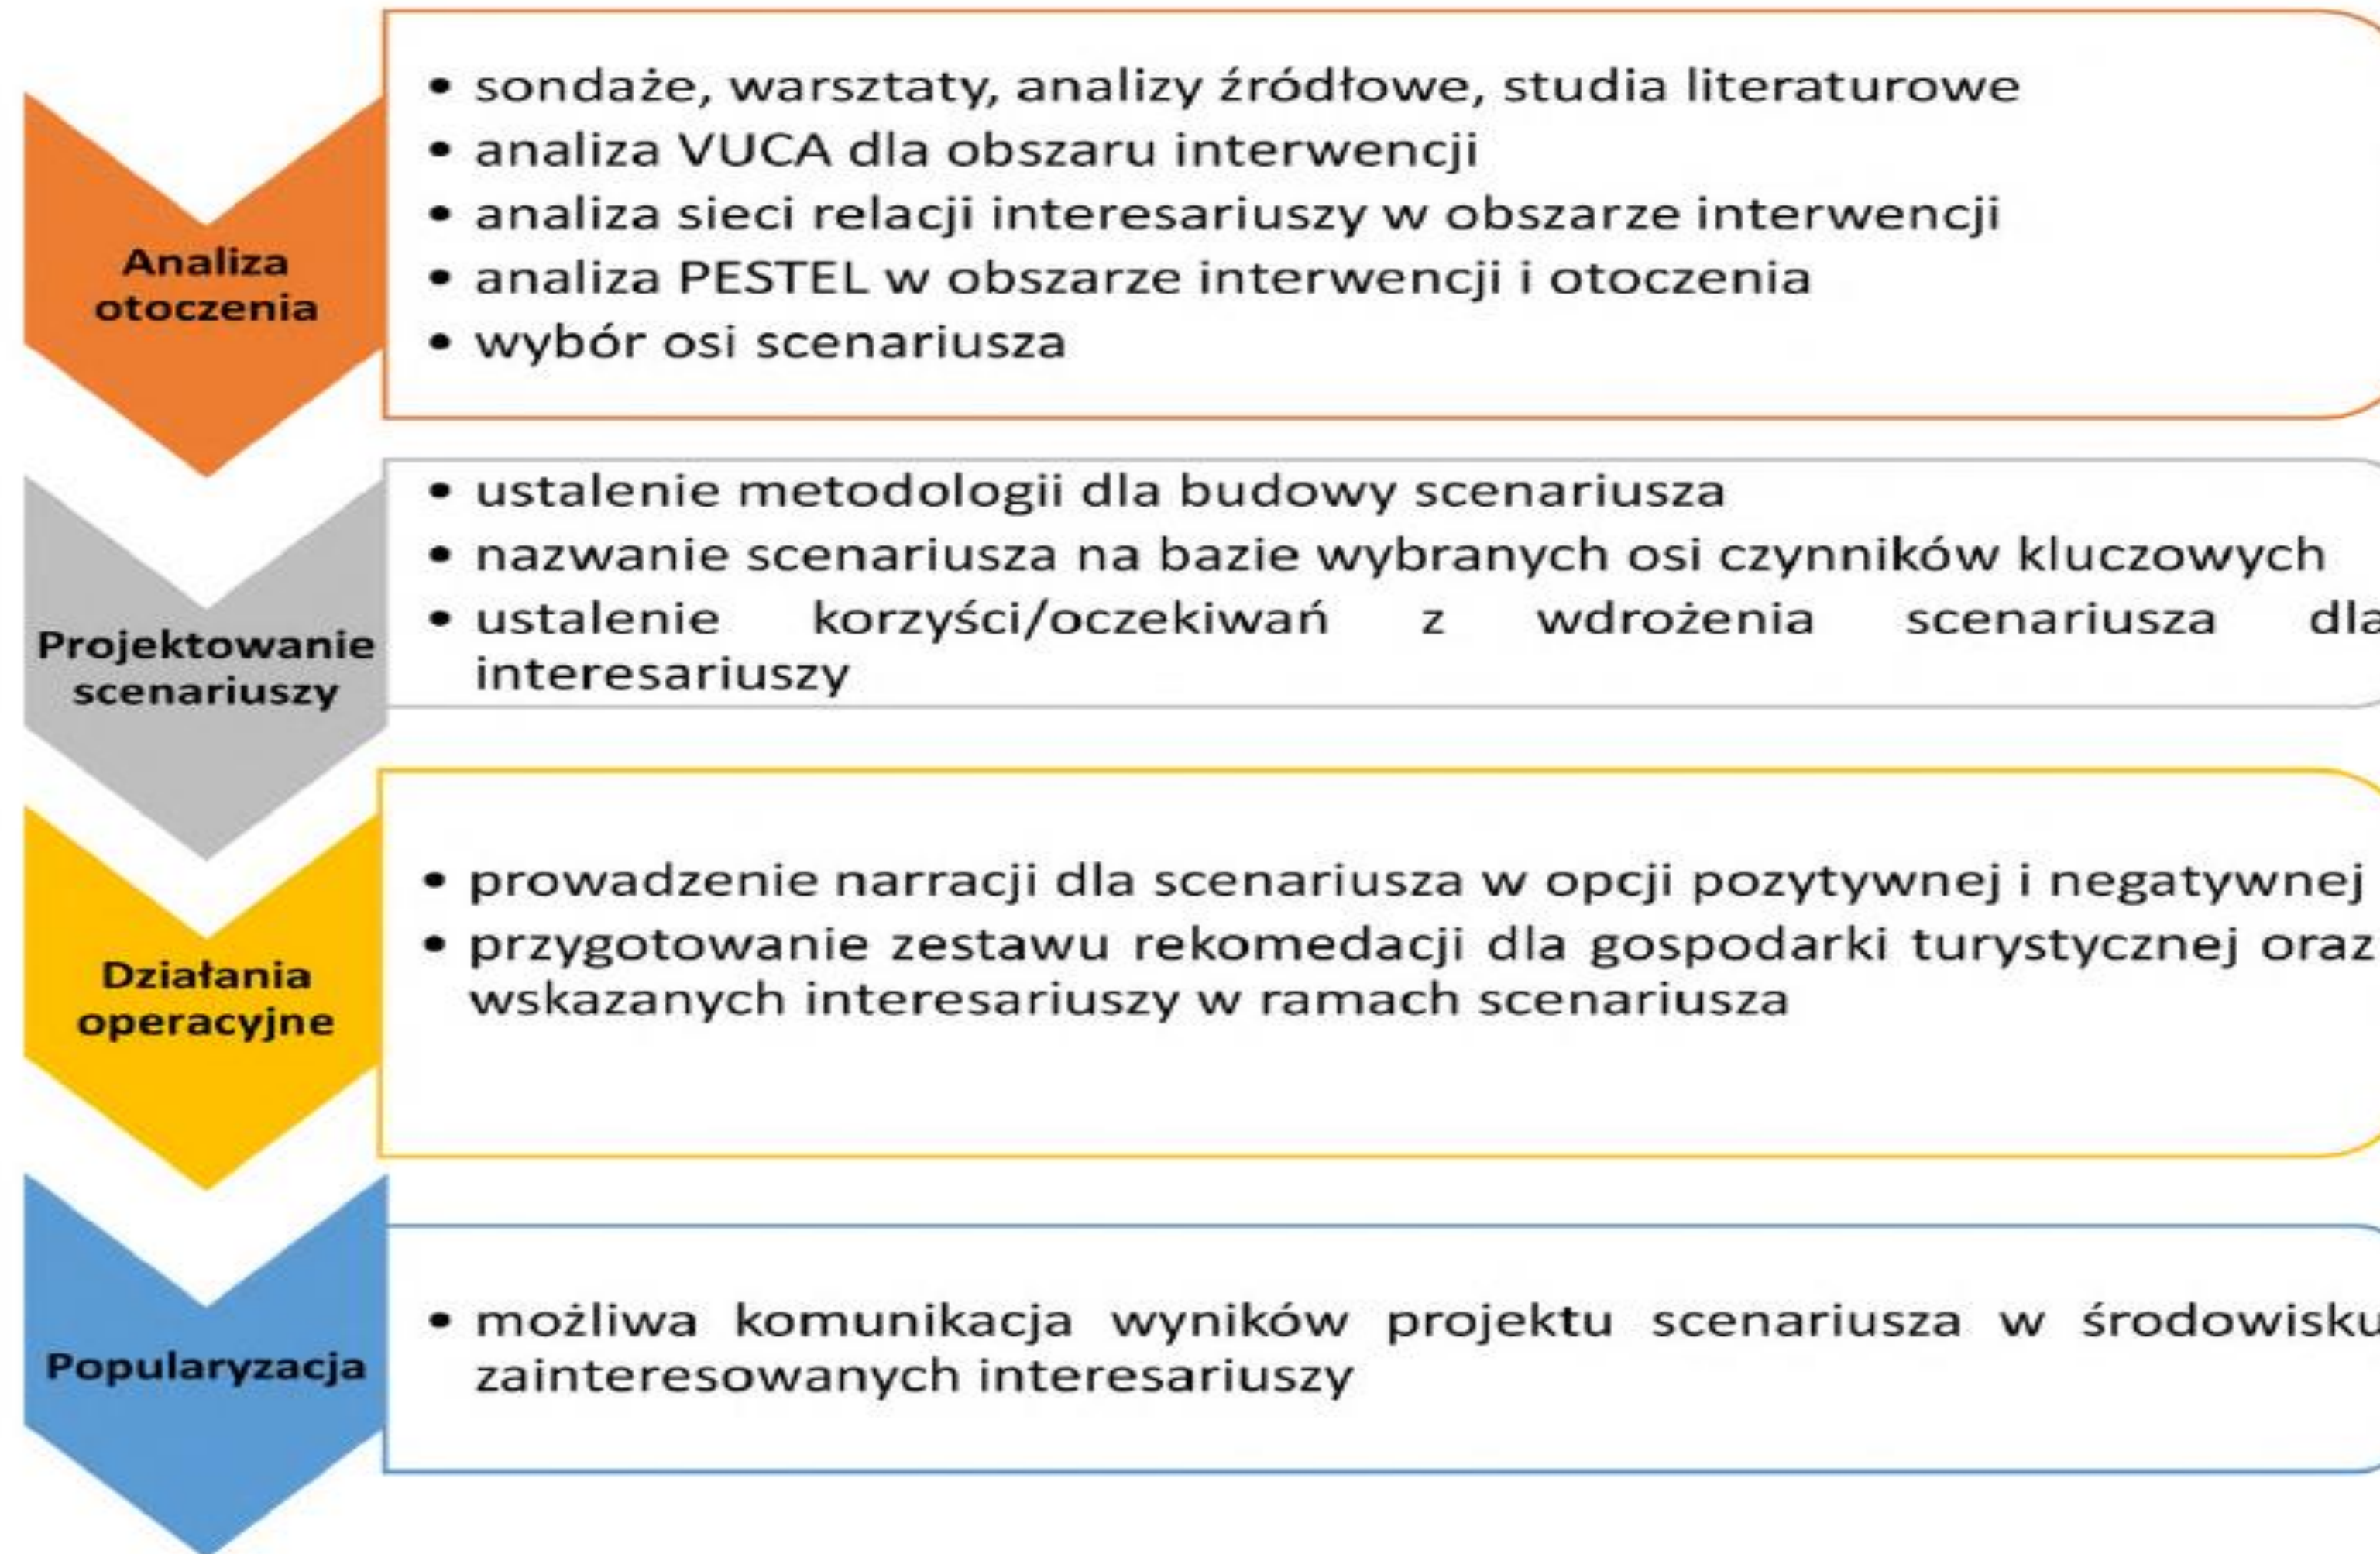 Analiza
otoczenia
• sondaże, warsztaty, analizy źródłowe, studia literaturowe
• analiza VUCA dla obszaru interwencji
• analiza sieci relacji interesariuszy w obszarze interwencji
• analiza PESTEL w obszarze interwencji i otoczenia
• wybór osi scenariusza
Projektowanie
scenariuszy
• ustalenie metodologii dla budowy scenariusza
• nazwanie scenariusza na bazie wybranych osi czynników kluczowych
• ustalenie korzyści/oczekiwań z wdrożenia scenariusza dla
interesariuszy
Działania
operacyjne
• prowadzenie narracji dla scenariusza w opcji pozytywnej i negatywnej
• przygotowanie zestawu rekomedacji dla gospodarki turystycznej oraz
wskazanych interesariuszy w ramach scenariusza
Popularyzacja
• możliwa komunikacja wyników projektu scenariusza w środowisku
zainteresowanych interesariuszy